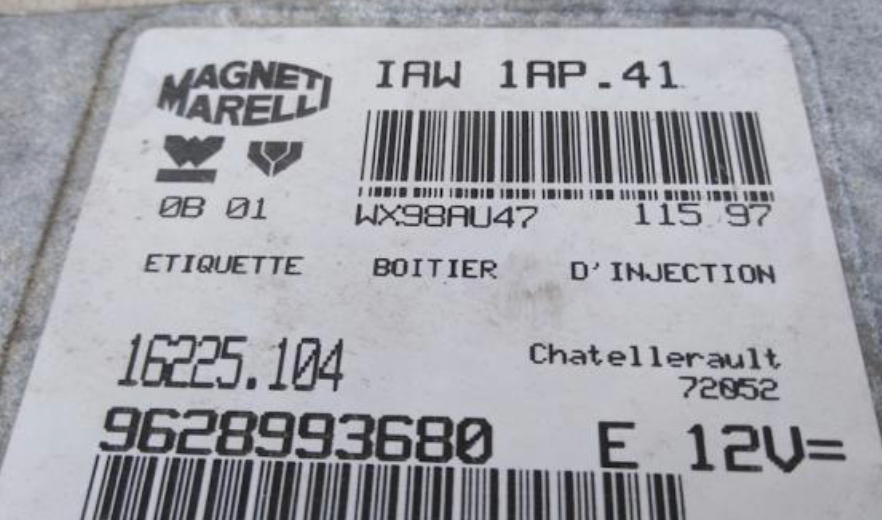 MAGNETI MARELLI
IAW 1AP.41
0B 01
WX98AU47 115 97
ETIQUETTE BOITIER D'INJECTION
16225.104
Chatellerault
72052
9628993680 E 12V=